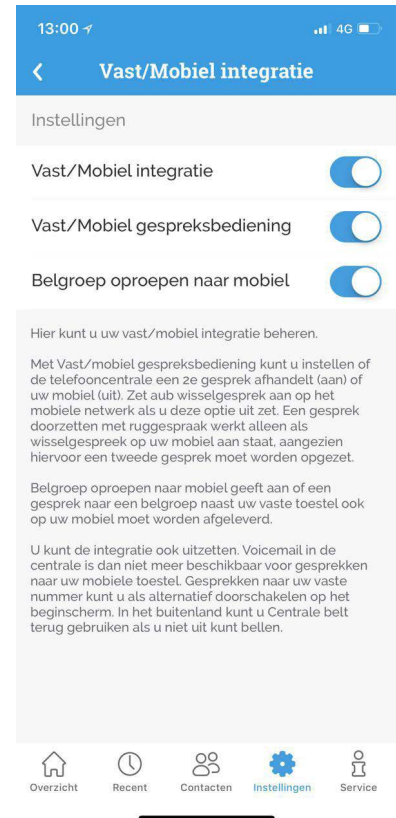 13:00
4G
Vast/Mobiel integratie
Instellingen
Vast/Mobiel integratie
Vast/Mobiel gespreksbediening
Belgroep oproepen naar mobiel
Hier kunt u uw vast/mobiel integratie beheren.
Met Vast/mobiel gespreksbediening kunt u instellen of
de telefooncentrale een 2e gesprek afhandelt (aan) of
uw mobiel (uit). Zet aub wisselgesprek aan op het
mobiele netwerk als u deze optie uit zet. Een gesprek
doorzetten met ruggespraak werkt alleen als
wisselgespreek op uw mobiel aan staat, aangezien
hiervoor een tweede gesprek moet worden opgezet.
Belgroep oproepen naar mobiel geeft aan of een
gesprek naar een belgroep naast uw vaste toestel ook
op uw mobiel moet worden afgeleverd.
U kunt de integratie ook uitzetten. Voicemail in de
centrale is dan niet meer beschikbaar voor gesprekken
naar uw mobiele toestel. Gesprekken naar uw vaste
nummer kunt u als alternatief doorschakelen op het
beginscherm. In het buitenland kunt u Centrale belt
terug gebruiken als u niet uit kunt bellen.
Overzicht
Recent
Contacten
Instellingen
Service